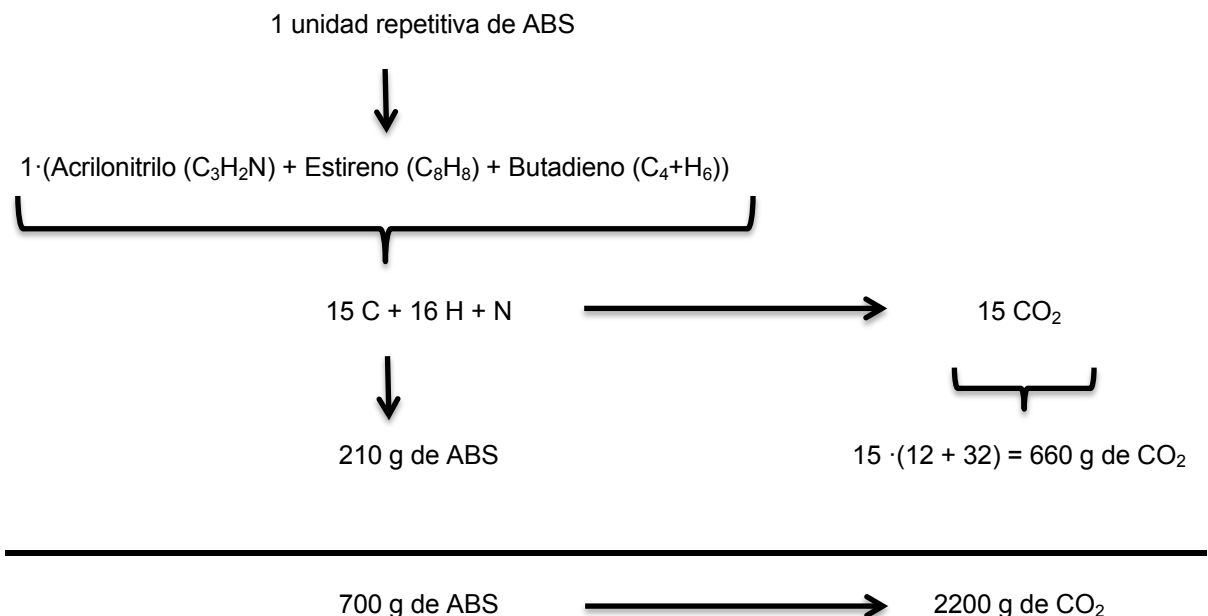 1 unidad repetitiva de ABS
1·(Acrilonitrilo (C₃H₂N) + Estireno (C₈H₈) + Butadieno (C₄+H₆))
15 C + 16 H + N
15 CO₂
210 g de ABS
15 ·(12 + 32) = 660 g de CO₂
700 g de ABS
2200 g de CO₂